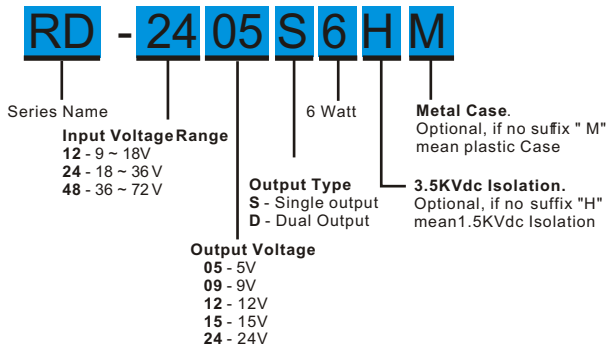 RD - 24 05 S 6 H M
Series Name
Input Voltage Range
12 - 9 ~ 18V
24 - 18 ~ 36V
48 - 36 ~ 72V
Output Voltage
05 - 5V
09 - 9V
12 - 12V
15 - 15V
24 - 24V
Output Type
S - Single output
D - Dual Output
6 Watt
3.5KVdc Isolation.
Optional, if no suffix "H"
mean1.5KVdc Isolation
Metal Case.
Optional, if no suffix " M"
mean plastic Case